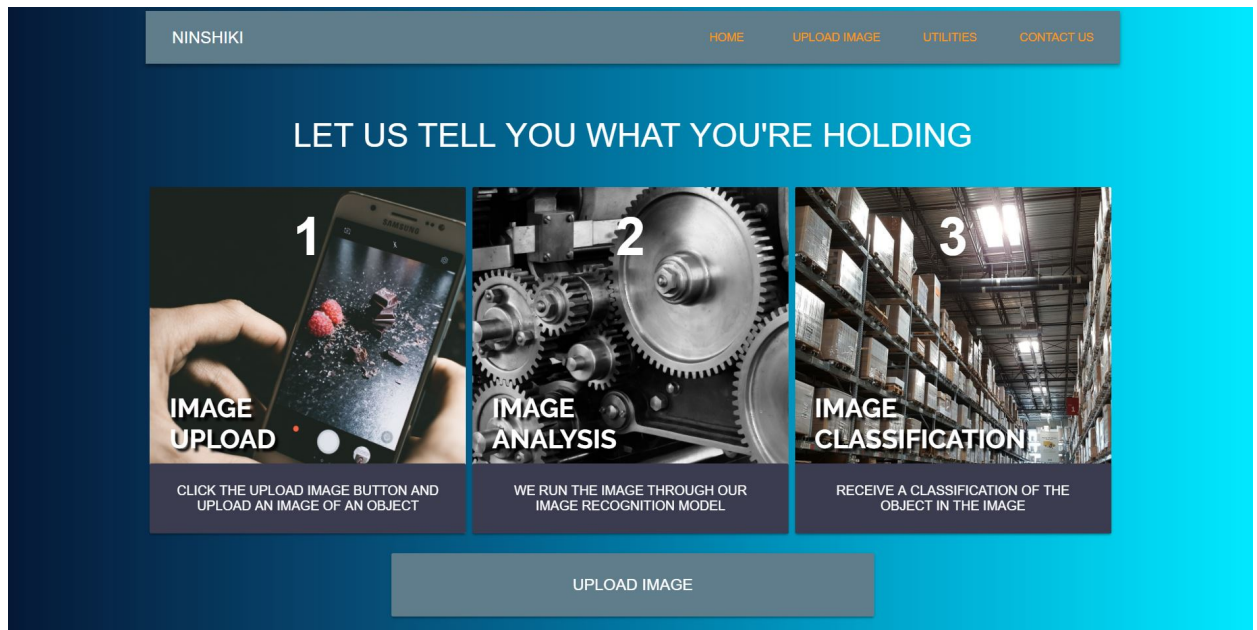 NINSHIKI
HOME
UPLOAD IMAGE
UTILITIES
CONTACT US
LET US TELL YOU WHAT YOU'RE HOLDING
1
SAMSUNG
IMAGE
UPLOAD
CLICK THE UPLOAD IMAGE BUTTON AND
UPLOAD AN IMAGE OF AN OBJECT
2
IMAGE
ANALYSIS
WE RUN THE IMAGE THROUGH OUR
IMAGE RECOGNITION MODEL
3
IMAGE
CLASSIFICATION
RECEIVE A CLASSIFICATION OF THE
OBJECT IN THE IMAGE
UPLOAD IMAGE